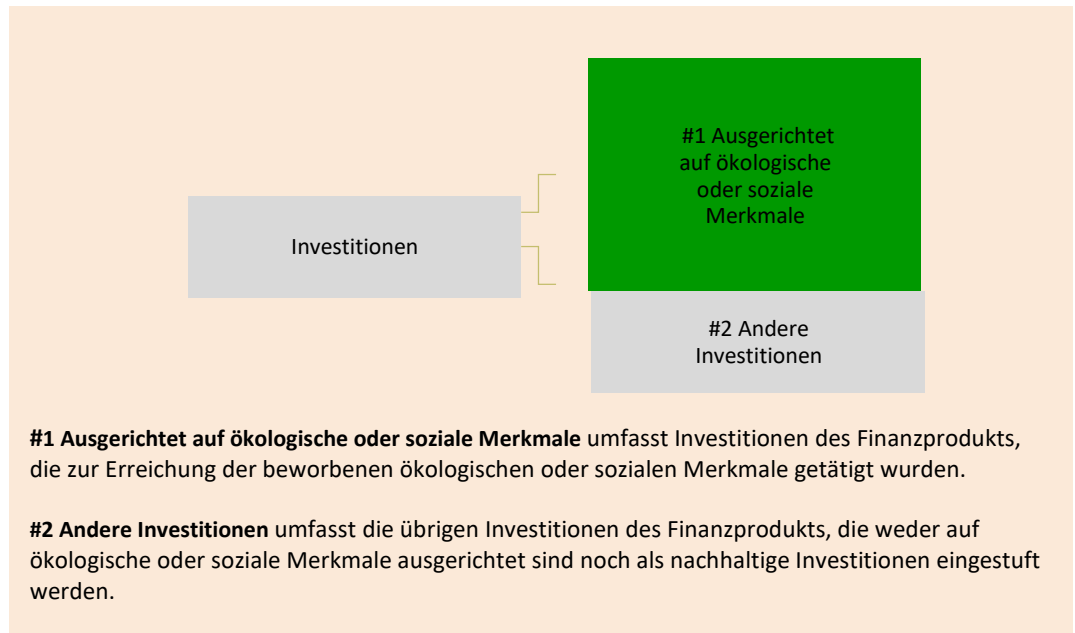 #1 Ausgerichtet
auf ökologische
oder soziale
Merkmale
Investitionen
#2 Andere
Investitionen
#1 Ausgerichtet auf ökologische oder soziale Merkmale umfasst Investitionen des Finanzprodukts,
die zur Erreichung der beworbenen ökologischen oder sozialen Merkmale getätigt wurden.
#2 Andere Investitionen umfasst die übrigen Investitionen des Finanzprodukts, die weder auf
ökologische oder soziale Merkmale ausgerichtet sind noch als nachhaltige Investitionen eingestuft
werden.